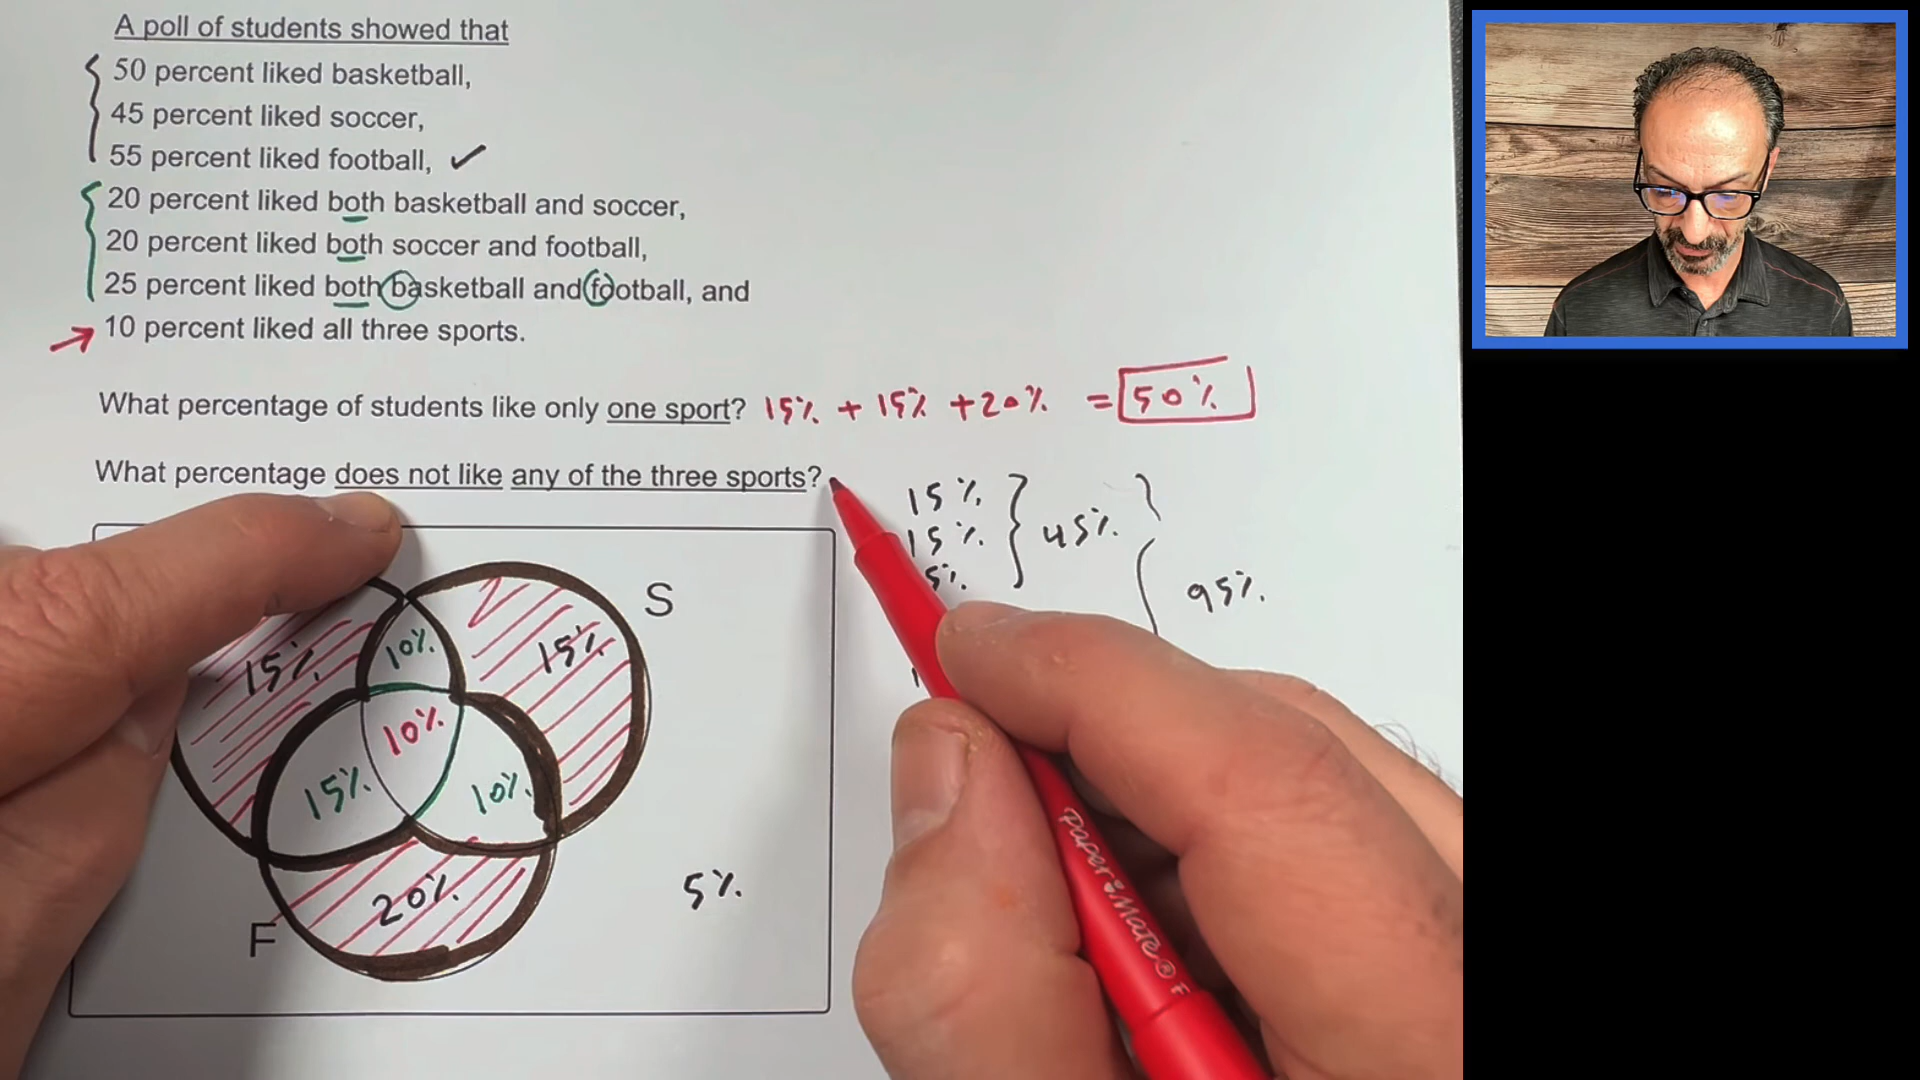 A poll of students showed that
50 percent liked basketball,
45 percent liked soccer,
55 percent liked football, ✓
20 percent liked both basketball and soccer,
20 percent liked both soccer and football,
25 percent liked both basketball and football, and
10 percent liked all three sports.
What percentage of students like only one sport? 15% + 15% + 20% = 50%
What percentage does not like any of the three sports?
15%
15%
5%.
45%.
95%.
S
15%
10%
15%
10%
15%
10%
20%
5%.
F
PaperMate®